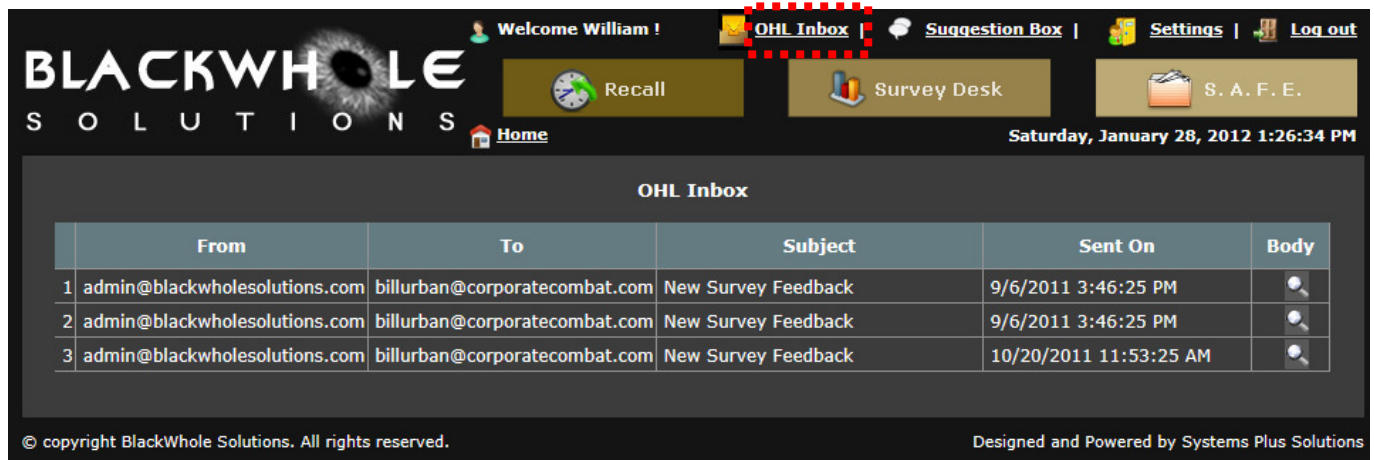 Welcome William ! OHL Inbox | Suggestion Box | Settings | Log out
BLACKWHOLE
SOLUTIONS
Recall Survey Desk S. A. F. E.
Home Saturday, January 28, 2012 1:26:34 PM
OHL Inbox
From To Subject Sent On Body
1 admin@blackwholesolutions.com billurban@corporatecombat.com New Survey Feedback 9/6/2011 3:46:25 PM
2 admin@blackwholesolutions.com billurban@corporatecombat.com New Survey Feedback 9/6/2011 3:46:25 PM
3 admin@blackwholesolutions.com billurban@corporatecombat.com New Survey Feedback 10/20/2011 11:53:25 AM
© copyright BlackWhole Solutions. All rights reserved. Designed and Powered by Systems Plus Solutions